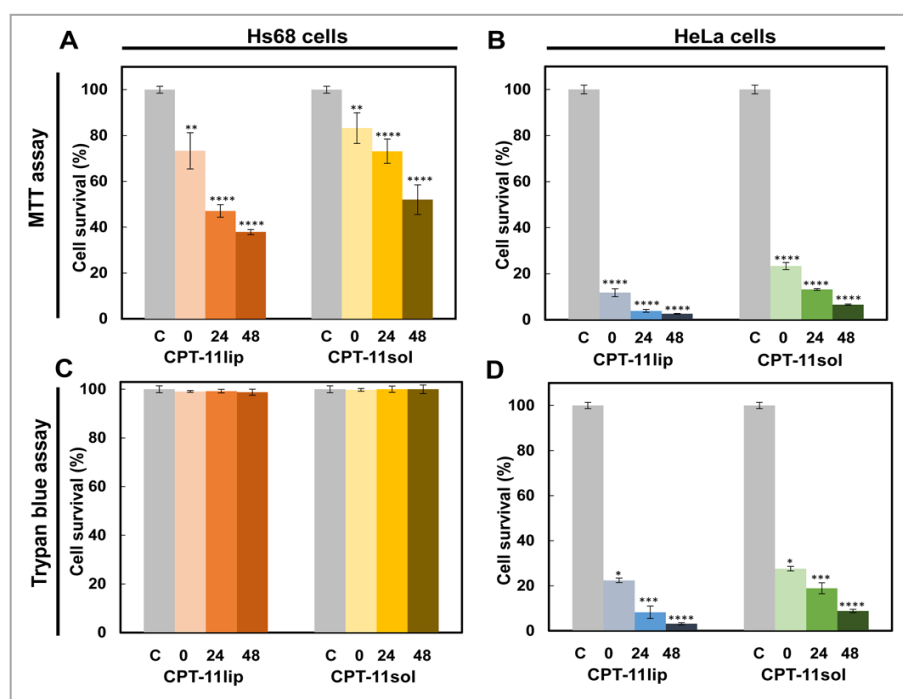 Hs68 cells
HeLa cells
MTT assay
Trypan blue assay
A
Cell survival (%)
100
80
60
40
20
0
** **** ****
** **** ****
C 0 24 48 C 0 24 48
CPT-11lip CPT-11sol
B
Cell survival (%)
100
80
60
40
20
0
**** **** ****
**** **** ****
C 0 24 48 C 0 24 48
CPT-11lip CPT-11sol
C
Cell survival (%)
100
80
60
40
20
0
C 0 24 48 C 0 24 48
CPT-11lip CPT-11sol
D
Cell survival (%)
100
80
60
40
20
0
* *** ****
* *** ****
C 0 24 48 C 0 24 48
CPT-11lip CPT-11sol